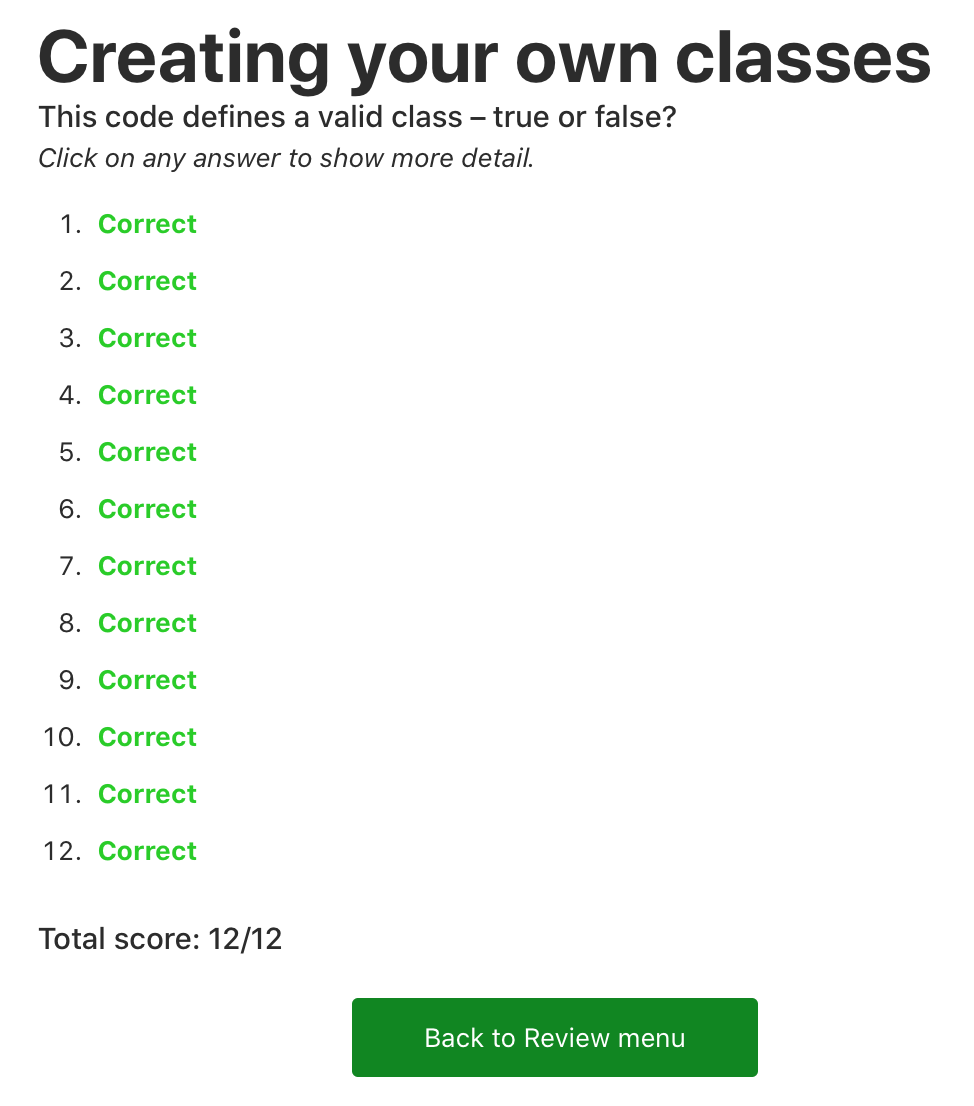 Creating your own classes
This code defines a valid class – true or false?
Click on any answer to show more detail.
1. Correct
2. Correct
3. Correct
4. Correct
5. Correct
6. Correct
7. Correct
8. Correct
9. Correct
10. Correct
11. Correct
12. Correct
Total score: 12/12
Back to Review menu